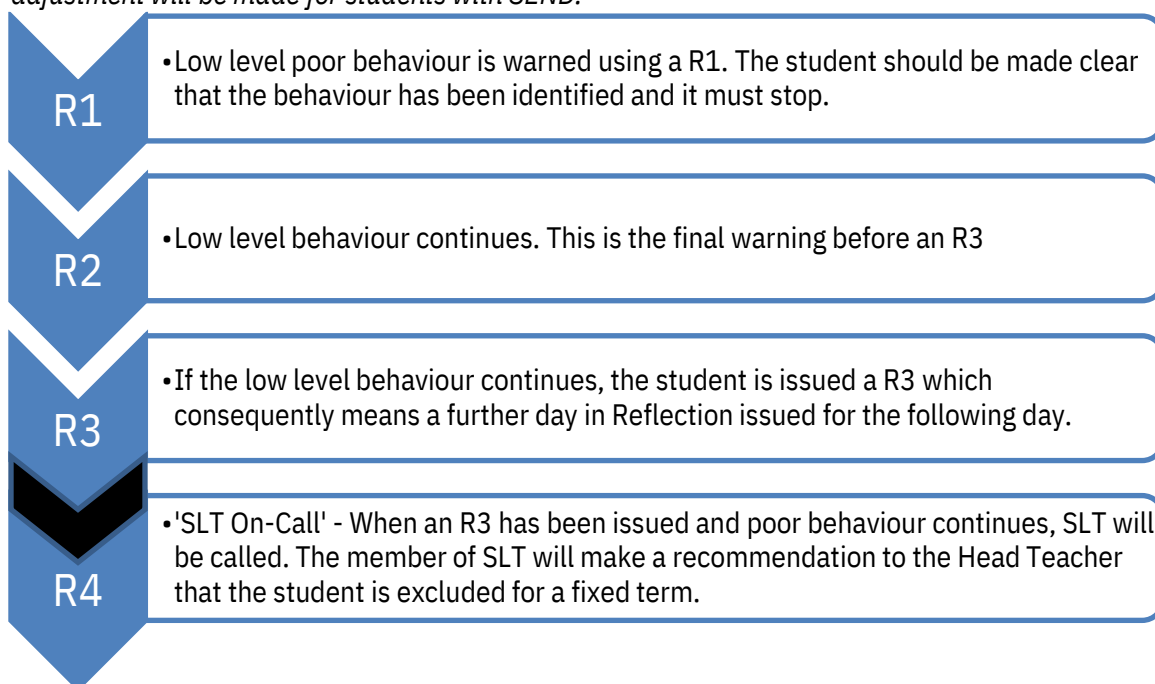 adjustment will be made for students with SEND.
R1
•Low level poor behaviour is warned using a R1. The student should be made clear
that the behaviour has been identified and it must stop.
R2
•Low level behaviour continues. This is the final warning before an R3
R3
•If the low level behaviour continues, the student is issued a R3 which
consequently means a further day in Reflection issued for the following day.
R4
•'SLT On-Call' - When an R3 has been issued and poor behaviour continues, SLT will
be called. The member of SLT will make a recommendation to the Head Teacher
that the student is excluded for a fixed term.